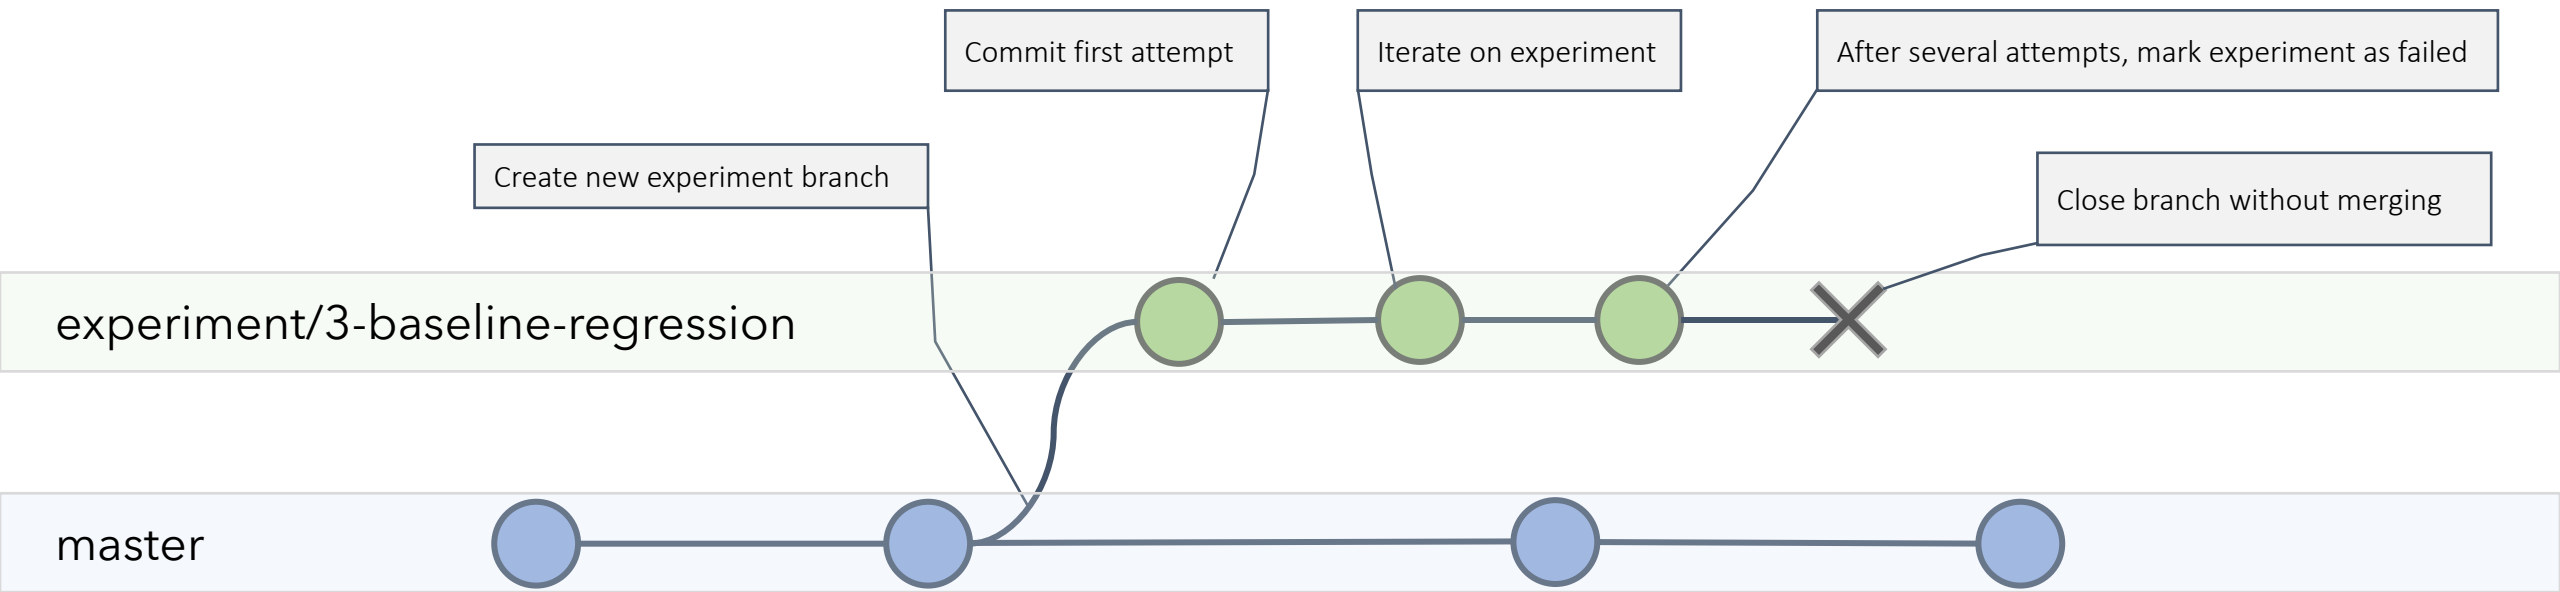 Commit first attempt
Iterate on experiment
After several attempts, mark experiment as failed
Create new experiment branch
Close branch without merging
experiment/3-baseline-regression
master